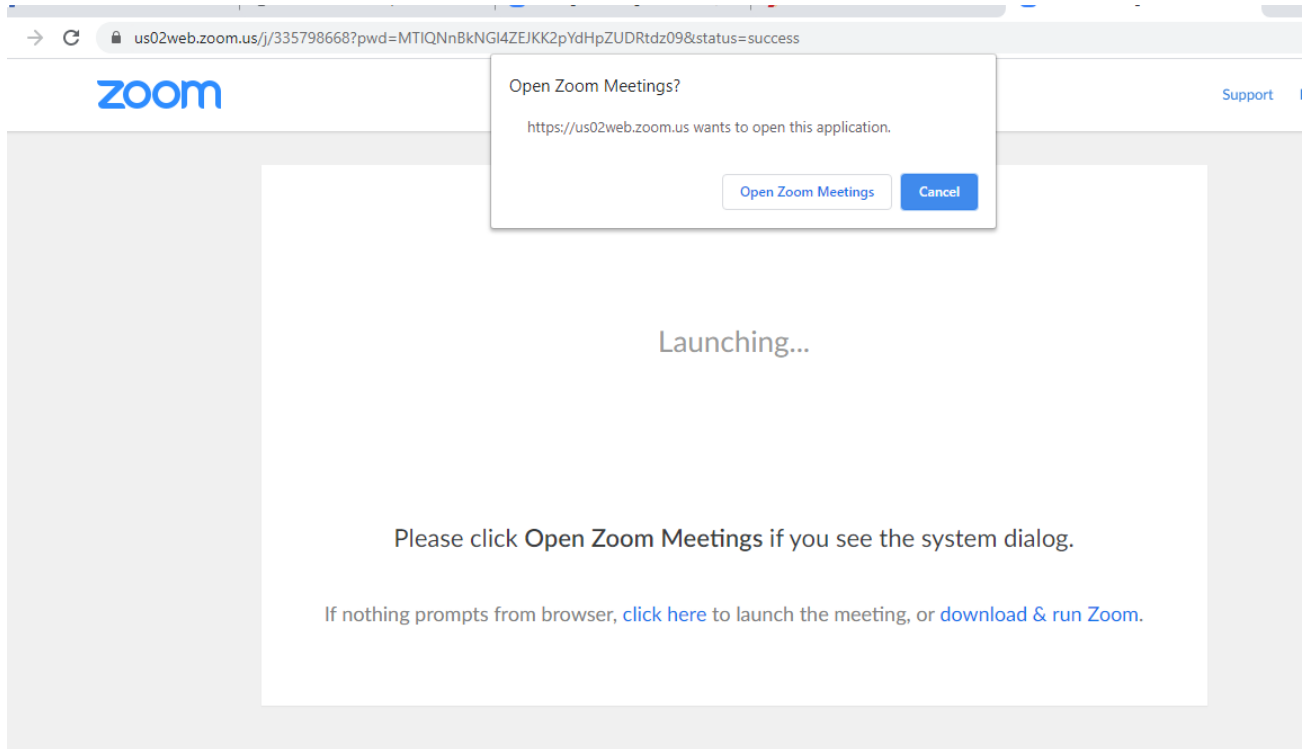 us02web.zoom.us/j/335798668?pwd=MTlQNnBkNGl4ZEJKK2pYdHpZUDRtdz09&status=success
zoom
Open Zoom Meetings?
https://us02web.zoom.us wants to open this application.
Open Zoom Meetings Cancel
Support
Launching...
Please click Open Zoom Meetings if you see the system dialog.
If nothing prompts from browser, click here to launch the meeting, or download & run Zoom.